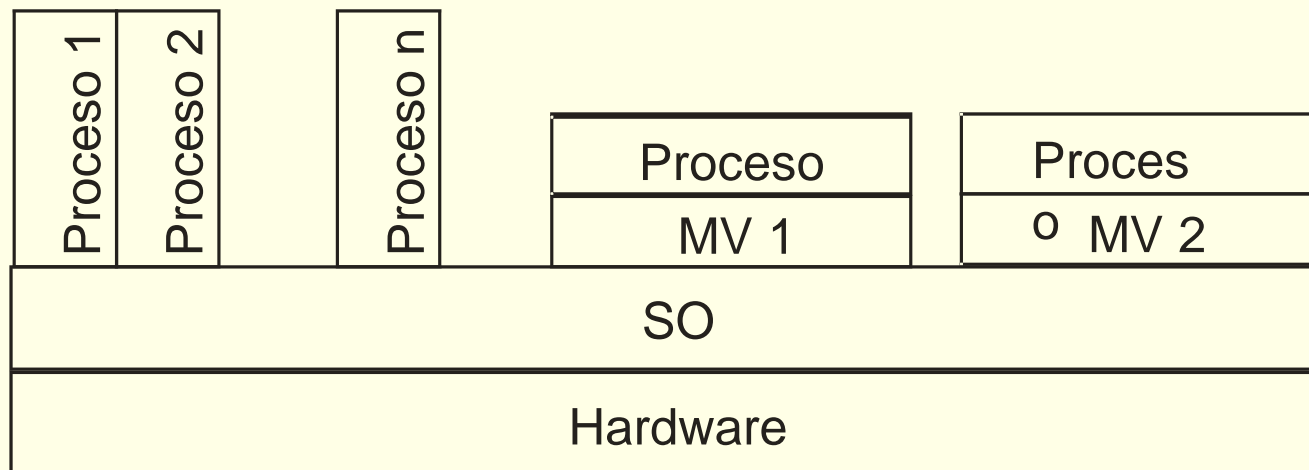 Proceso 1
Proceso 2
Proceso n
Proceso
MV 1
Proces
o MV 2
SO
Hardware